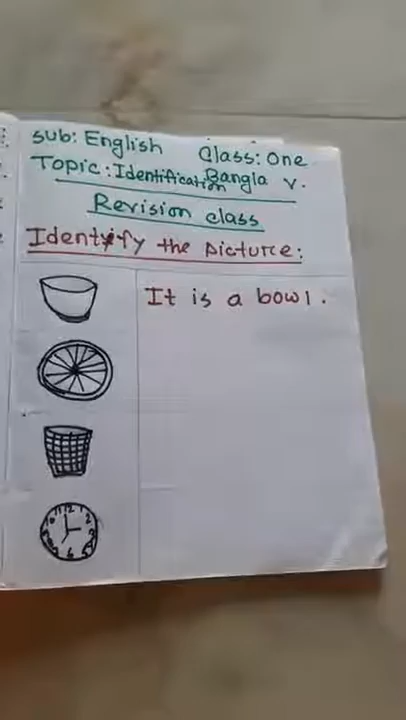 Sub: English Class: One
Topic: Identification Bangla v.
Revision class
Identify the picture:
It is a bowl.